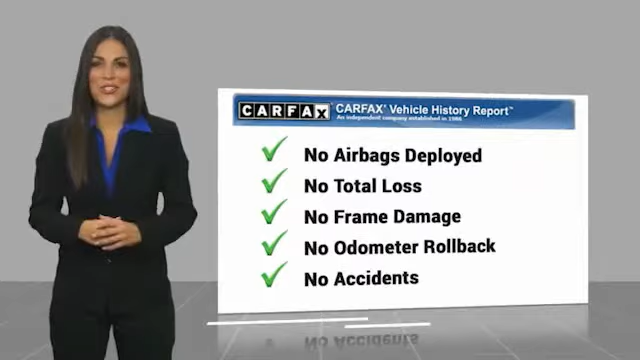 CARFAX CARFAX® Vehicle History Report™
An independent company established in 1986
No Airbags Deployed
No Total Loss
No Frame Damage
No Odometer Rollback
No Accidents